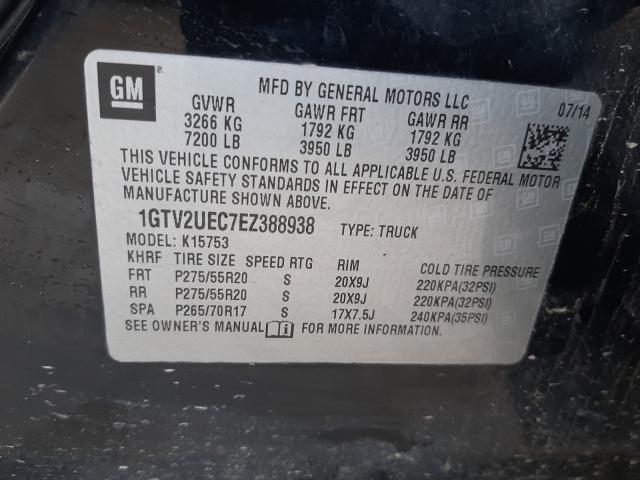 GM®
MFD BY GENERAL MOTORS LLC
07/14
GVWR GAWR FRT GAWR RR
3266 KG 1792 KG 1792 KG
7200 LB 3950 LB 3950 LB
THIS VEHICLE CONFORMS TO ALL APPLICABLE U.S. FEDERAL MOTOR
VEHICLE SAFETY STANDARDS IN EFFECT ON THE DATE OF
MANUFACTURE SHOWN ABOVE.
1GTV2UEC7EZ388938 TYPE: TRUCK
MODEL: K15753
KHRF TIRE SIZE SPEED RTG RIM COLD TIRE PRESSURE
FRT P275/55R20 S 20X9J 220KPA(32PSI)
RR P275/55R20 S 20X9J 220KPA(32PSI)
SPA P265/70R17 S 17X7.5J 240KPA(35PSI)
SEE OWNER'S MANUAL i FOR MORE INFORMATION.